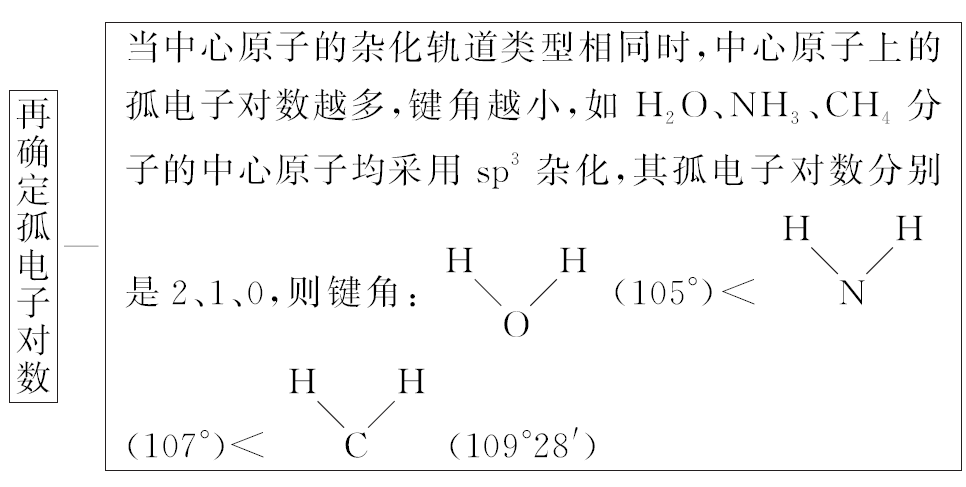 再确定孤电子对数
当中心原子的杂化轨道类型相同时,中心原子上的
孤电子对数越多,键角越小,如 H₂O、NH₃、CH₄ 分
子的中心原子均采用 sp³ 杂化,其孤电子对数分别
H H
H H
是 2、1、0,则键角: (105°)< N
O
H H
(107°)< C (109°28′)